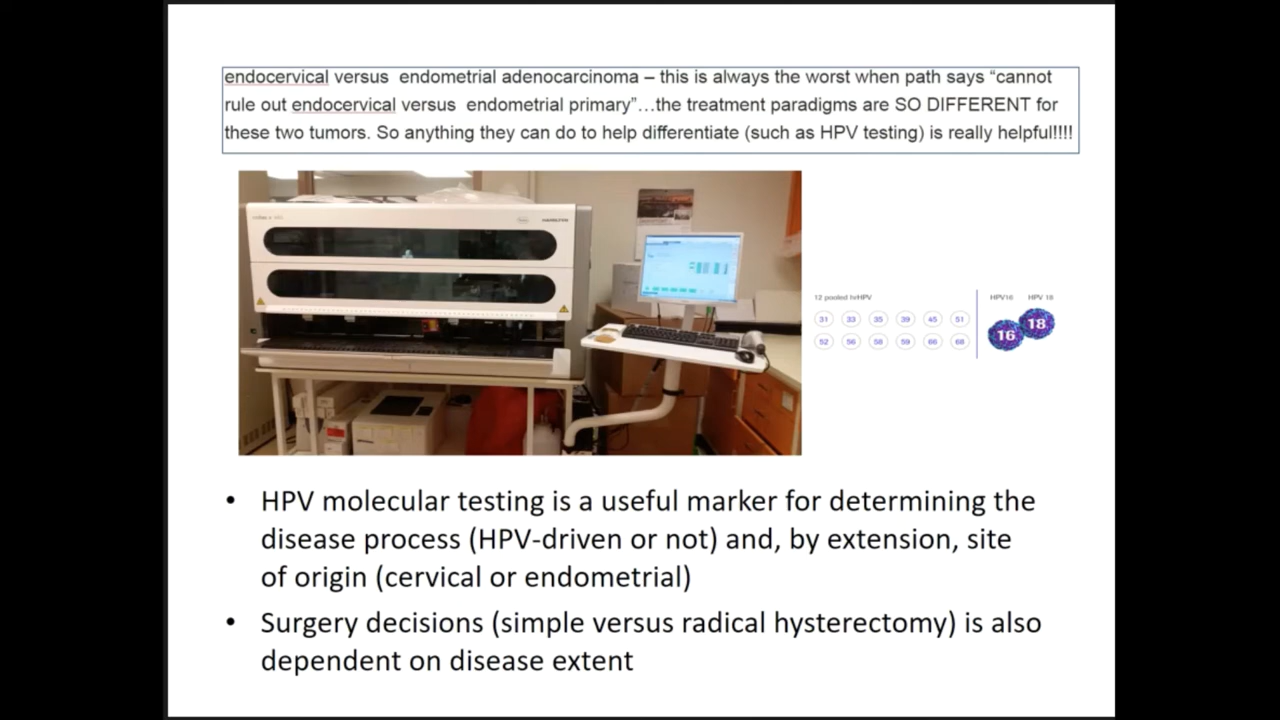 endocervical versus endometrial adenocarcinoma – this is always the worst when path says “cannot
rule out endocervical versus endometrial primary”…the treatment paradigms are SO DIFFERENT for
these two tumors. So anything they can do to help differentiate (such as HPV testing) is really helpful!!!!
12 pooled hrHPV
HPV16 HPV 18
31 33 35 39 45 51
52 56 58 59 66 68
16 18
• HPV molecular testing is a useful marker for determining the
disease process (HPV-driven or not) and, by extension, site
of origin (cervical or endometrial)
• Surgery decisions (simple versus radical hysterectomy) is also
dependent on disease extent